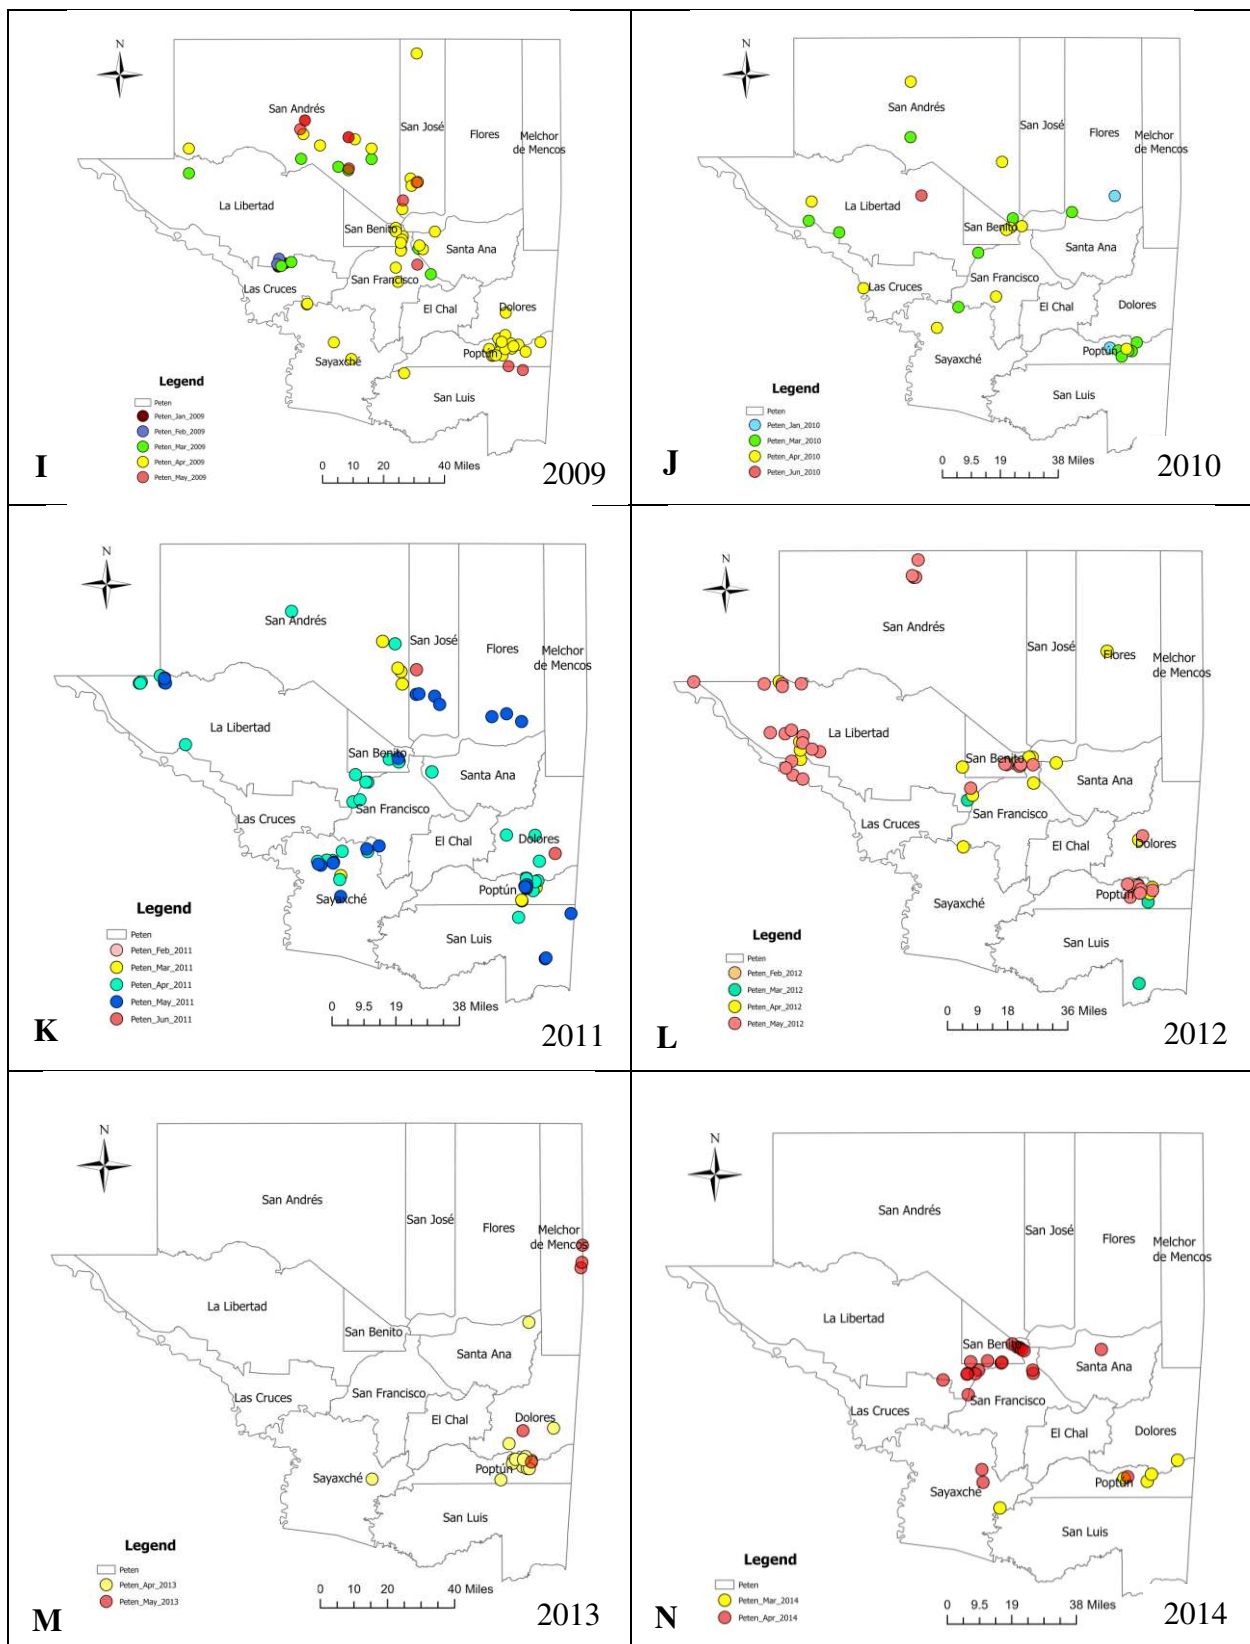 N
San Andrés
San José
Flores
Melchor
de Mencos
La Libertad
San Benito
Santa Ana
San Francisco
Las Cruces
El Chal
Dolores
Sayaxché
Poptún
San Luis
Legend
Peten
Peten_Jan_2009
Peten_Feb_2009
Peten_Mar_2009
Peten_Apr_2009
Peten_May_2009
0 10 20 40 Miles
I
2009
N
San Andrés
San José
Flores
Melchor
de Mencos
La Libertad
San Benito
Santa Ana
San Francisco
Las Cruces
El Chal
Dolores
Sayaxché
Poptún
San Luis
Legend
Peten
Peten_Jan_2010
Peten_Mar_2010
Peten_Apr_2010
Peten_Jun_2010
0 9.5 19 38 Miles
J
2010
N
San Andrés
San José
Flores
Melchor
de Mencos
La Libertad
San Benito
Santa Ana
San Francisco
Las Cruces
El Chal
Dolores
Sayaxché
Poptún
San Luis
Legend
Peten
Peten_Feb_2011
Peten_Mar_2011
Peten_Apr_2011
Peten_May_2011
Peten_Jun_2011
0 9.5 19 38 Miles
K
2011
N
San Andrés
San José
Flores
Melchor
de Mencos
La Libertad
San Benito
Santa Ana
San Francisco
Las Cruces
El Chal
Dolores
Sayaxché
Poptún
San Luis
Legend
Peten
Peten_Feb_2012
Peten_Mar_2012
Peten_Apr_2012
Peten_May_2012
0 9 18 36 Miles
L
2012
N
San Andrés
San José
Flores
Melchor
de Mencos
La Libertad
San Benito
Santa Ana
San Francisco
Las Cruces
El Chal
Dolores
Sayaxché
Poptún
San Luis
Legend
Peten
Peten_Apr_2013
Peten_May_2013
0 10 20 40 Miles
M
2013
N
San Andrés
San José
Flores
Melchor
de Mencos
La Libertad
San Benito
Santa Ana
San Francisco
Las Cruces
El Chal
Dolores
Sayaxché
Poptún
San Luis
Legend
Peten
Peten_Mar_2014
Peten_Apr_2014
0 9.5 19 38 Miles
N
2014